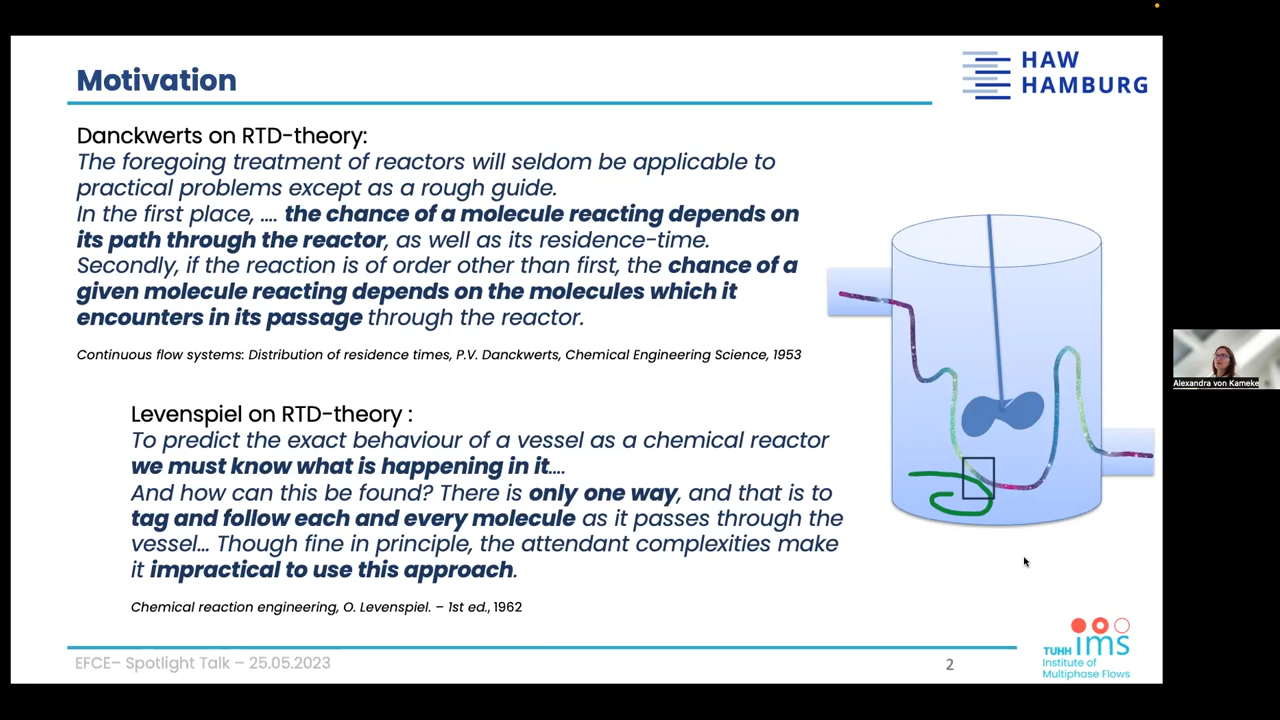 Motivation
HAW
HAMBURG
Danckwerts on RTD-theory:
The foregoing treatment of reactors will seldom be applicable to
practical problems except as a rough guide.
In the first place, .... the chance of a molecule reacting depends on
its path through the reactor, as well as its residence-time.
Secondly, if the reaction is of order other than first, the chance of a
given molecule reacting depends on the molecules which it
encounters in its passage through the reactor.
Continuous flow systems: Distribution of residence times, P.V. Danckwerts, Chemical Engineering Science, 1953
Levenspiel on RTD-theory :
To predict the exact behaviour of a vessel as a chemical reactor
we must know what is happening in it....
And how can this be found? There is only one way, and that is to
tag and follow each and every molecule as it passes through the
vessel... Though fine in principle, the attendant complexities make
it impractical to use this approach.
Chemical reaction engineering, O. Levenspiel. – 1st ed., 1962
Alexandra von Kameke
EFCE– Spotlight Talk – 25.05.2023
2
TUHH ims
Institute of
Multiphase Flows